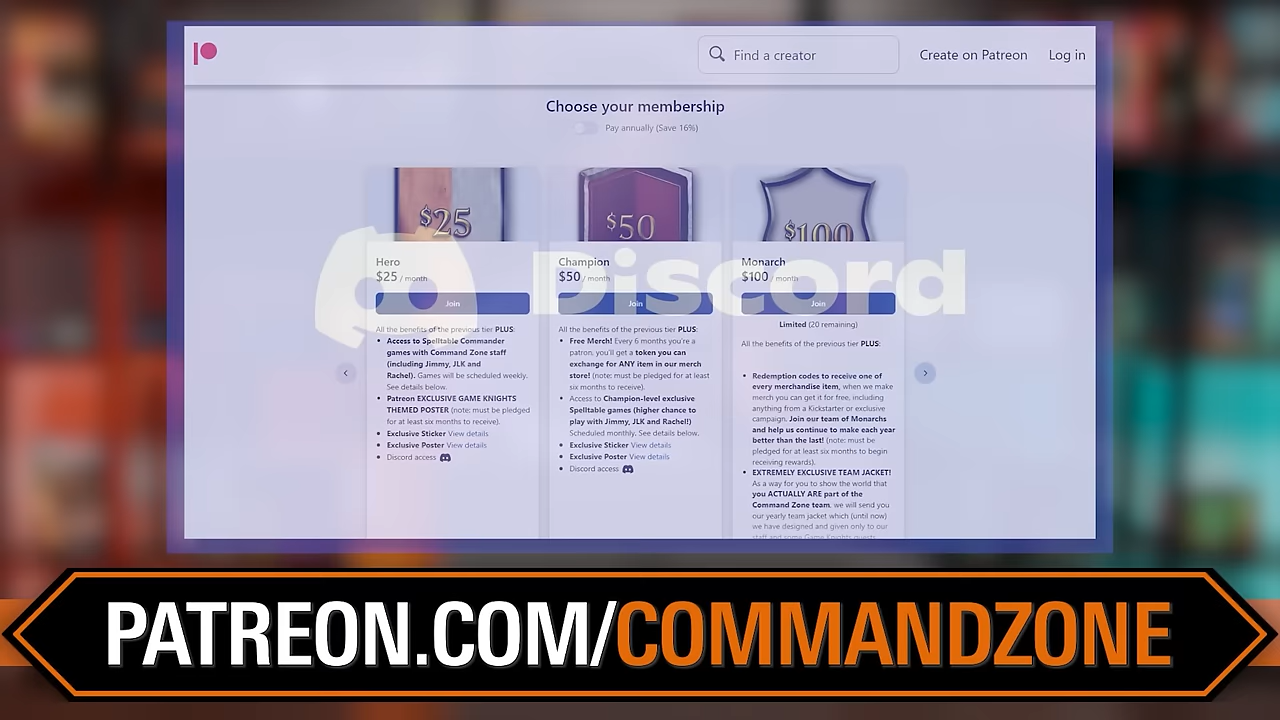 Find a creator
Create on Patreon
Log in
Choose your membership
Pay annually (Save 16%)
$25
$50
$100
Discord
Hero
$25 / month
Join
All the benefits of the previous tier PLUS:
Access to Spelltable Commander
games with Command Zone staff
(including Jimmy, JLK and
Rachel). Games will be scheduled weekly.
See details below.
Patreon EXCLUSIVE GAME KNIGHTS
THEMED POSTER (note: must be pledged
for at least six months to receive).
Exclusive Sticker View details
Exclusive Poster View details
Discord access
Champion
$50 / month
Join
All the benefits of the previous tier PLUS:
Free Merch! Every 6 months you're a
patron, you'll get a token you can
exchange for ANY item in our merch
store! (note: must be pledged for at least
six months to receive).
Access to Champion-level exclusive
Spelltable games (higher chance to
play with Jimmy, JLK and Rachel!)
Scheduled monthly. See details below.
Exclusive Sticker View details
Exclusive Poster View details
Discord access
Monarch
$100 / month
Join
Limited (20 remaining)
All the benefits of the previous tier PLUS:
Redemption codes to receive one of
every merchandise item, when we make
merch you can get it for free, including
anything from a Kickstarter or exclusive
campaign. Join our team of Monarchs
and help us continue to make each year
better than the last! (note: must be
pledged for at least six months to begin
receiving rewards).
EXTREMELY EXCLUSIVE TEAM JACKET!
As a way for you to show the world that
you ACTUALLY ARE part of the
Command Zone team, we will send you
our yearly team jacket which (until now)
we have designed and given only to our
staff and some Game Knights guests
PATREON.COM/COMMANDZONE